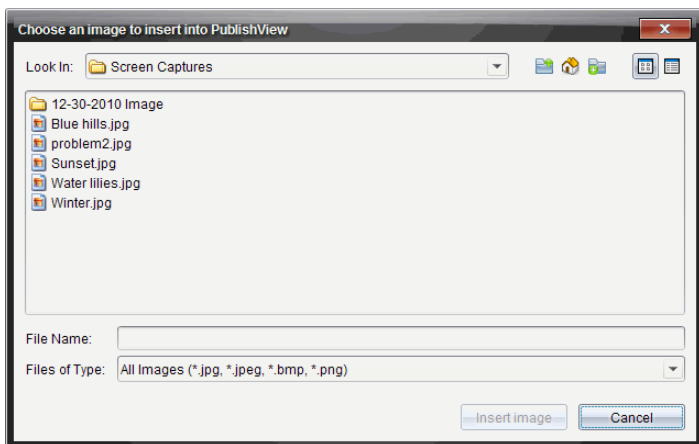 Choose an image to insert into PublishView
Look In: Screen Captures
12-30-2010 Image
Blue hills.jpg
problem2.jpg
Sunset.jpg
Water lilies.jpg
Winter.jpg
File Name:
Files of Type: All Images (*.jpg, *.jpeg, *.bmp, *.png)
Insert image Cancel